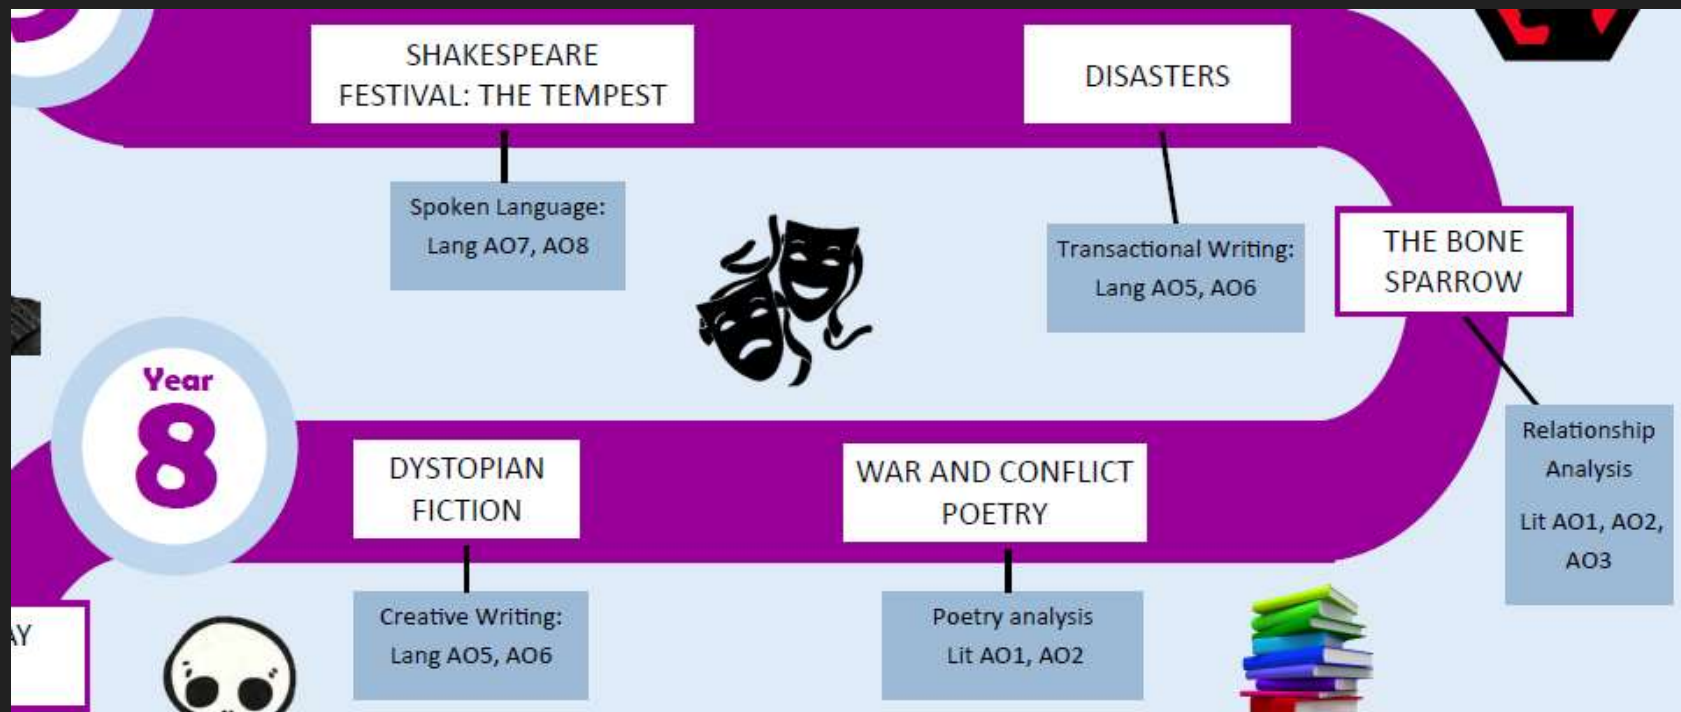 SHAKESPEARE
FESTIVAL: THE TEMPEST
DISASTERS
Spoken Language:
Lang AO7, AO8
Transactional Writing:
Lang AO5, AO6
THE BONE
SPARROW
Year
8
Relationship
Analysis
Lit AO1, AO2,
AO3
DYSTOPIAN
FICTION
WAR AND CONFLICT
POETRY
Creative Writing:
Lang AO5, AO6
Poetry analysis
Lit AO1, AO2